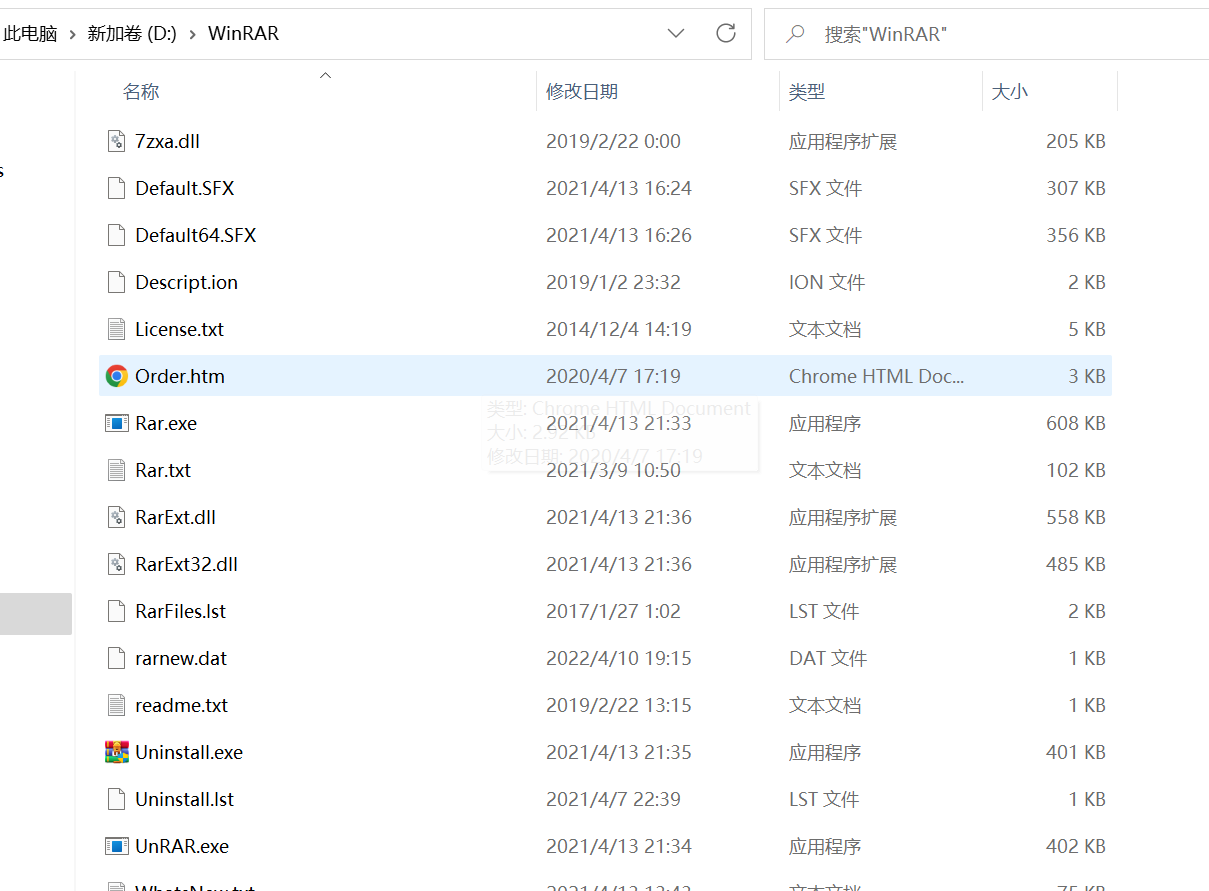 此电脑 > 新加卷 (D:) > WinRAR
搜索"WinRAR"
名称 修改日期 类型 大小
7zxa.dll 2019/2/22 0:00 应用程序扩展 205 KB
s
Default.SFX 2021/4/13 16:24 SFX 文件 307 KB
Default64.SFX 2021/4/13 16:26 SFX 文件 356 KB
Descript.ion 2019/1/2 23:32 ION 文件 2 KB
License.txt 2014/12/4 14:19 文本文档 5 KB
Order.htm 2020/4/7 17:19 Chrome HTML Doc... 3 KB
类型: Chrome HTML Document
大小: 2.92 KB
修改日期: 2020/4/7 17:19
Rar.exe 2021/4/13 21:33 应用程序 608 KB
Rar.txt 2021/3/9 10:50 文本文档 102 KB
RarExt.dll 2021/4/13 21:36 应用程序扩展 558 KB
RarExt32.dll 2021/4/13 21:36 应用程序扩展 485 KB
RarFiles.lst 2017/1/27 1:02 LST 文件 2 KB
rarnew.dat 2022/4/10 19:15 DAT 文件 1 KB
readme.txt 2019/2/22 13:15 文本文档 1 KB
Uninstall.exe 2021/4/13 21:35 应用程序 401 KB
Uninstall.lst 2021/4/7 22:39 LST 文件 1 KB
UnRAR.exe 2021/4/13 21:34 应用程序 402 KB
WhatsNew.txt 文本文档 75 KB